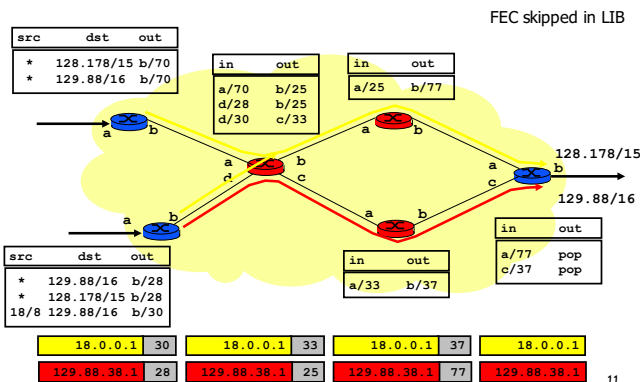 FEC skipped in LIB
src dst out
* 128.178/15 b/70
* 129.88/16 b/70
in out
a/70 b/25
d/28 b/25
d/30 c/33
in out
a/25 b/77
a b
a b
a b
d c
a b
c
128.178/15
129.88/16
a b
a b
src dst out
* 129.88/16 b/28
* 128.178/15 b/28
18/8 129.88/16 b/30
in out
a/33 b/37
in out
a/77 pop
c/37 pop
18.0.0.1 30 18.0.0.1 33 18.0.0.1 37 18.0.0.1
129.88.38.1 28 129.88.38.1 25 129.88.38.1 77 129.88.38.1
11